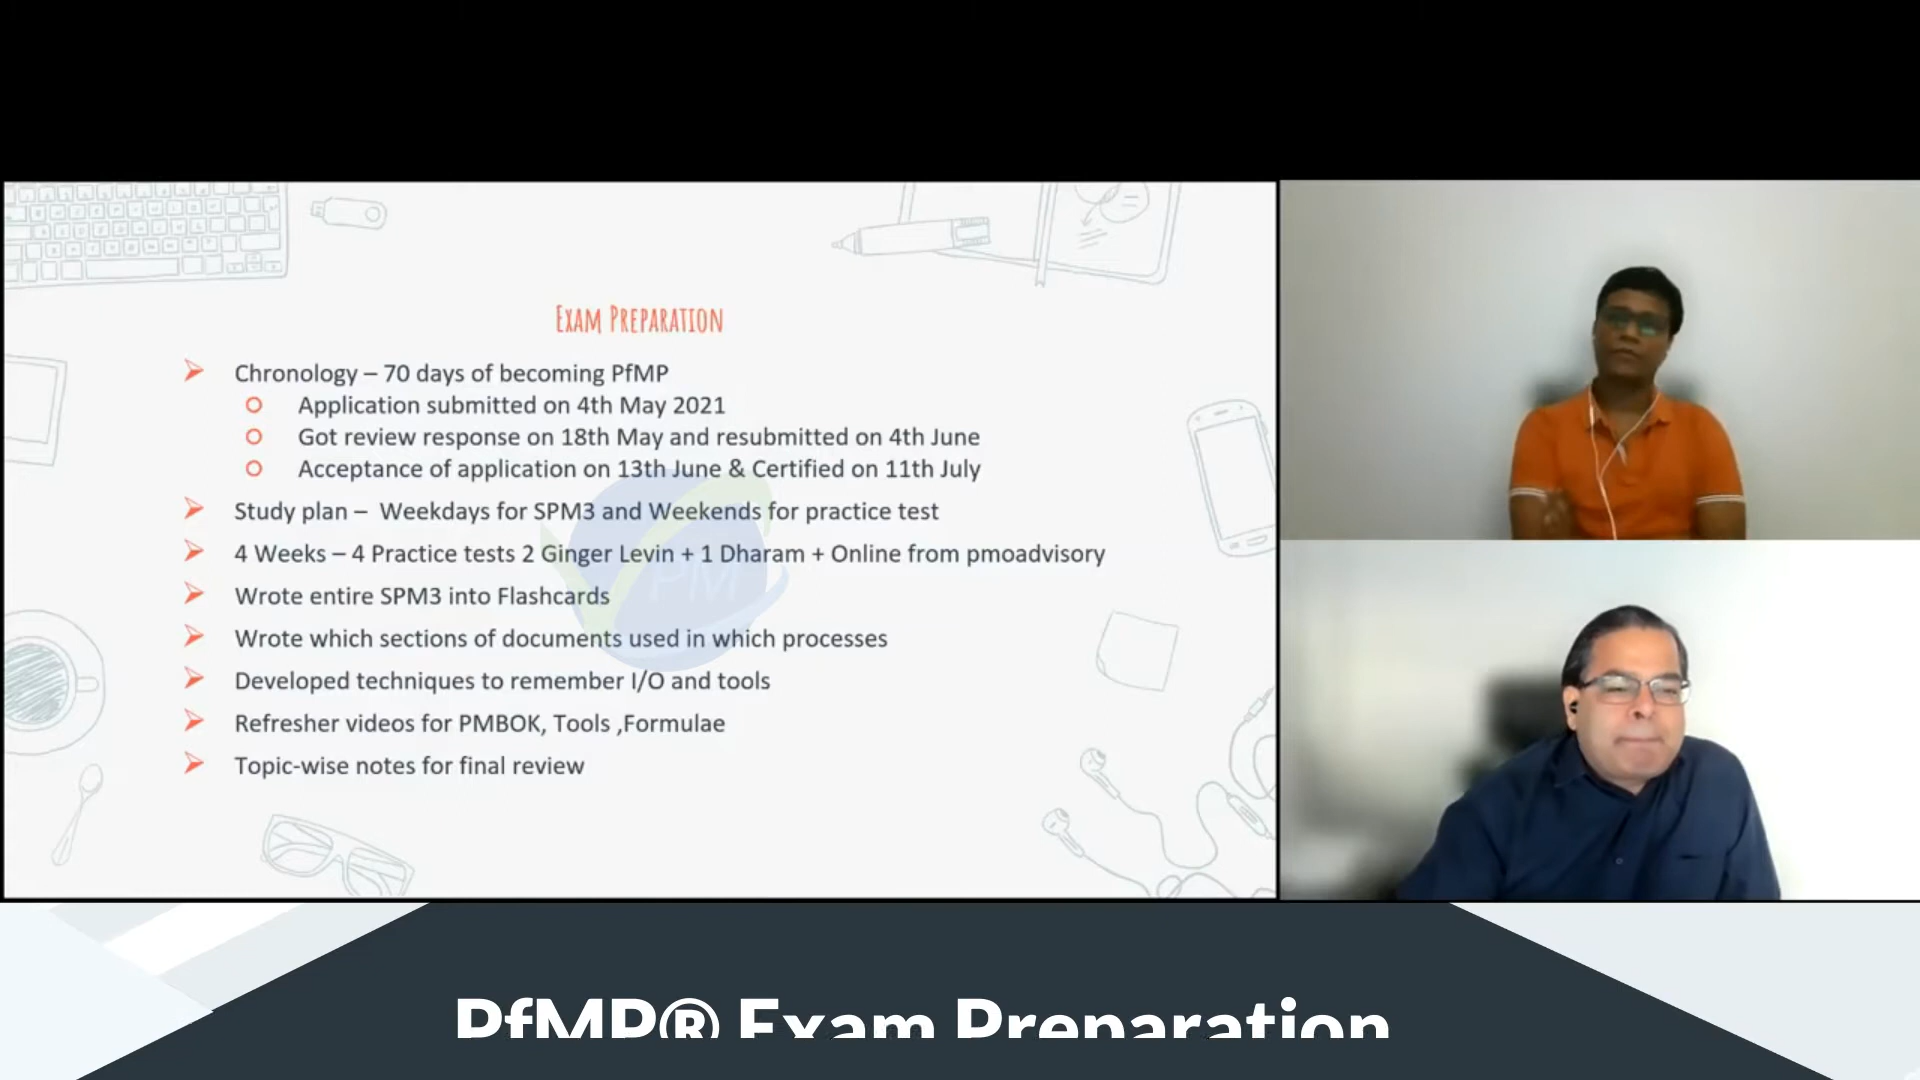 Exam Preparation
Chronology – 70 days of becoming PfMP
Application submitted on 4th May 2021
Got review response on 18th May and resubmitted on 4th June
Acceptance of application on 13th June & Certified on 11th July
Study plan – Weekdays for SPM3 and Weekends for practice test
4 Weeks – 4 Practice tests 2 Ginger Levin + 1 Dharam + Online from pmoadvisory
Wrote entire SPM3 into Flashcards
Wrote which sections of documents used in which processes
Developed techniques to remember I/O and tools
Refresher videos for PMBOK, Tools ,Formulae
Topic-wise notes for final review
PM
PfMP® Exam Preparation